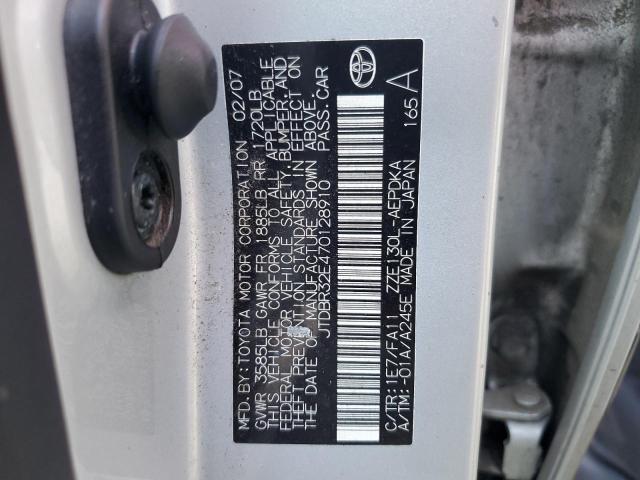 MFD. BY: TOYOTA MOTOR CORPORATION 02/07
GVWR 3585LB GAWR FR 1885LB RR 1720LB
THIS VEHICLE CONFORMS TO ALL APPLICABLE
FEDERAL MOTOR VEHICLE SAFETY, BUMPER, AND
THEFT PREVENTION STANDARDS IN EFFECT ON
THE DATE OF MANUFACTURE SHOWN ABOVE.
JTDBR32E470128910 PASS. CAR
C/TR: 1E7/FA11 ZZE130L-AEPDKA
A/TM: -01A/A245E MADE IN JAPAN 165 A